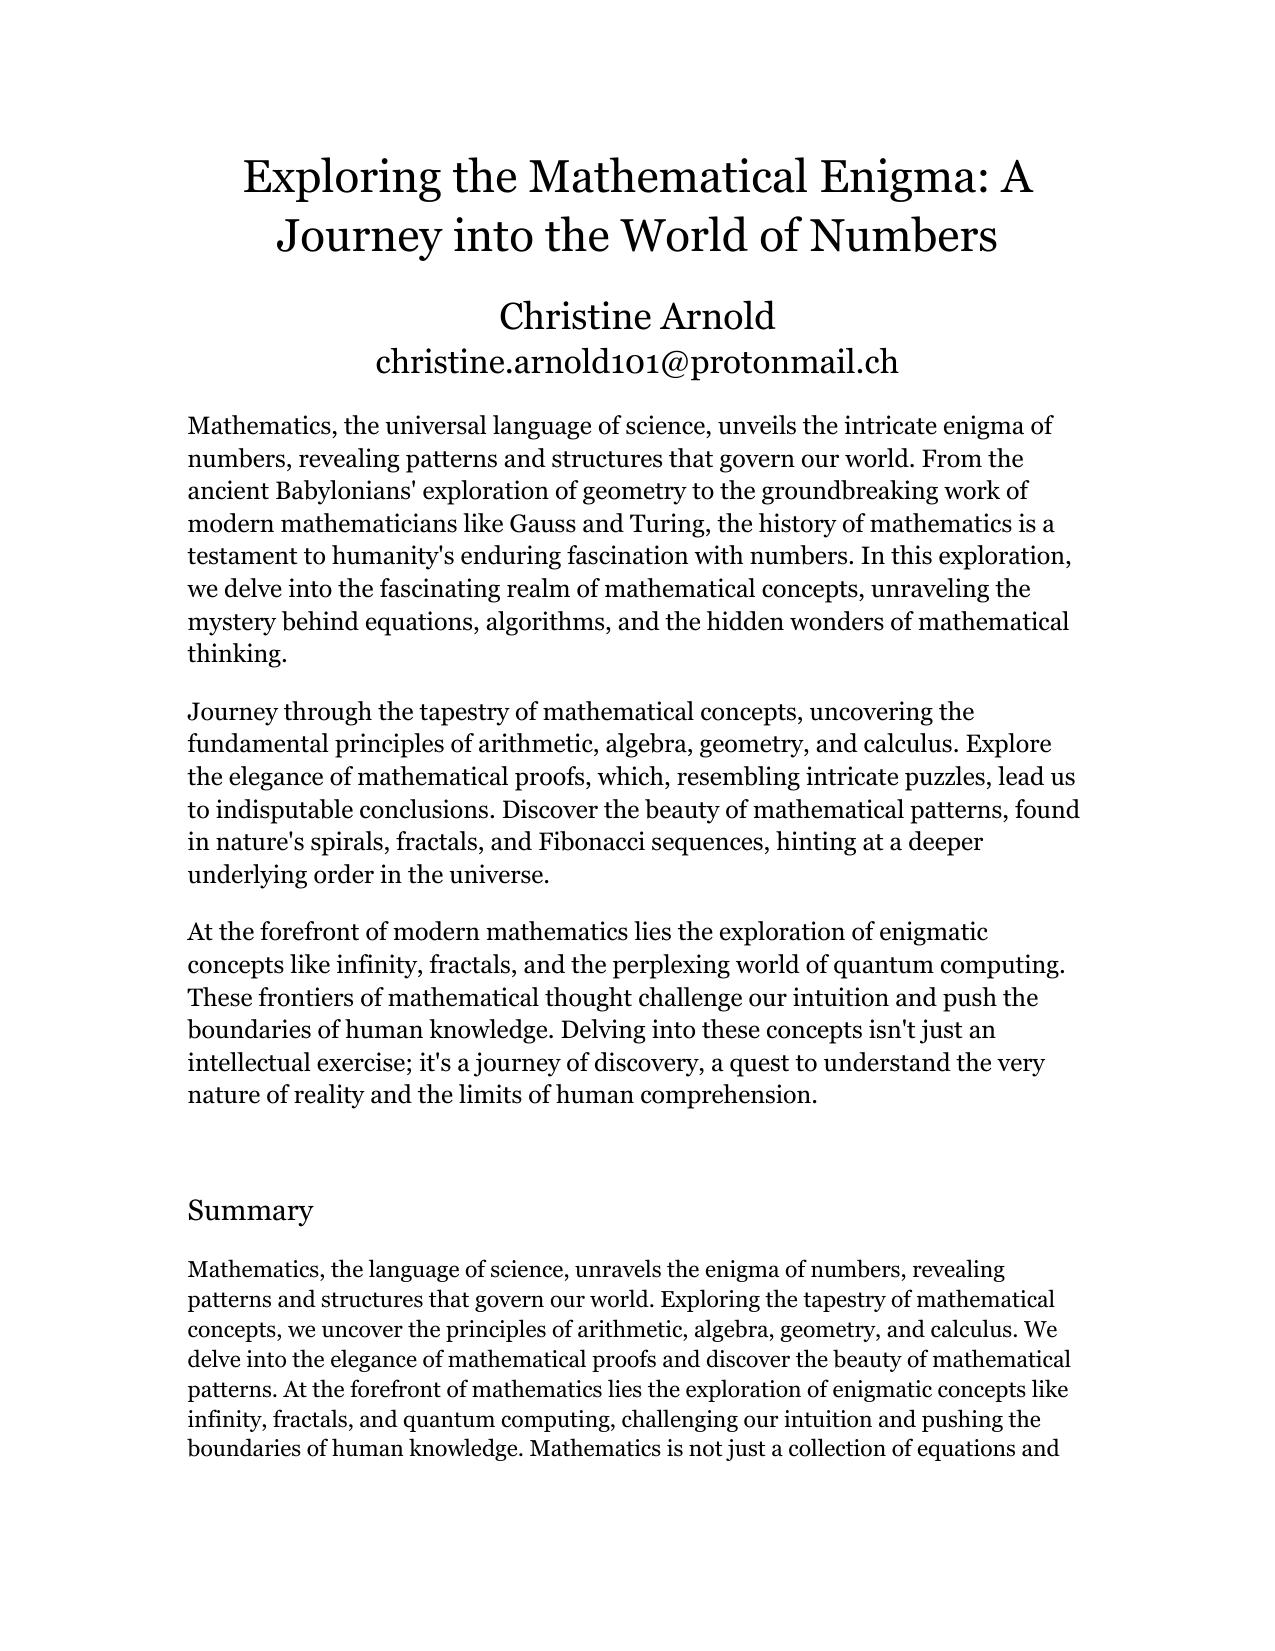 Exploring the Mathematical Enigma: A
Journey into the World of Numbers
Christine Arnold
christine.arnold101@protonmail.ch
Mathematics, the universal language of science, unveils the intricate enigma of
numbers, revealing patterns and structures that govern our world. From the
ancient Babylonians' exploration of geometry to the groundbreaking work of
modern mathematicians like Gauss and Turing, the history of mathematics is a
testament to humanity's enduring fascination with numbers. In this exploration,
we delve into the fascinating realm of mathematical concepts, unraveling the
mystery behind equations, algorithms, and the hidden wonders of mathematical
thinking.
Journey through the tapestry of mathematical concepts, uncovering the
fundamental principles of arithmetic, algebra, geometry, and calculus. Explore
the elegance of mathematical proofs, which, resembling intricate puzzles, lead us
to indisputable conclusions. Discover the beauty of mathematical patterns, found
in nature's spirals, fractals, and Fibonacci sequences, hinting at a deeper
underlying order in the universe.
At the forefront of modern mathematics lies the exploration of enigmatic
concepts like infinity, fractals, and the perplexing world of quantum computing.
These frontiers of mathematical thought challenge our intuition and push the
boundaries of human knowledge. Delving into these concepts isn't just an
intellectual exercise; it's a journey of discovery, a quest to understand the very
nature of reality and the limits of human comprehension.
Summary
Mathematics, the language of science, unravels the enigma of numbers, revealing
patterns and structures that govern our world. Exploring the tapestry of mathematical
concepts, we uncover the principles of arithmetic, algebra, geometry, and calculus. We
delve into the elegance of mathematical proofs and discover the beauty of mathematical
patterns. At the forefront of mathematics lies the exploration of enigmatic concepts like
infinity, fractals, and quantum computing, challenging our intuition and pushing the
boundaries of human knowledge. Mathematics is not just a collection of equations and